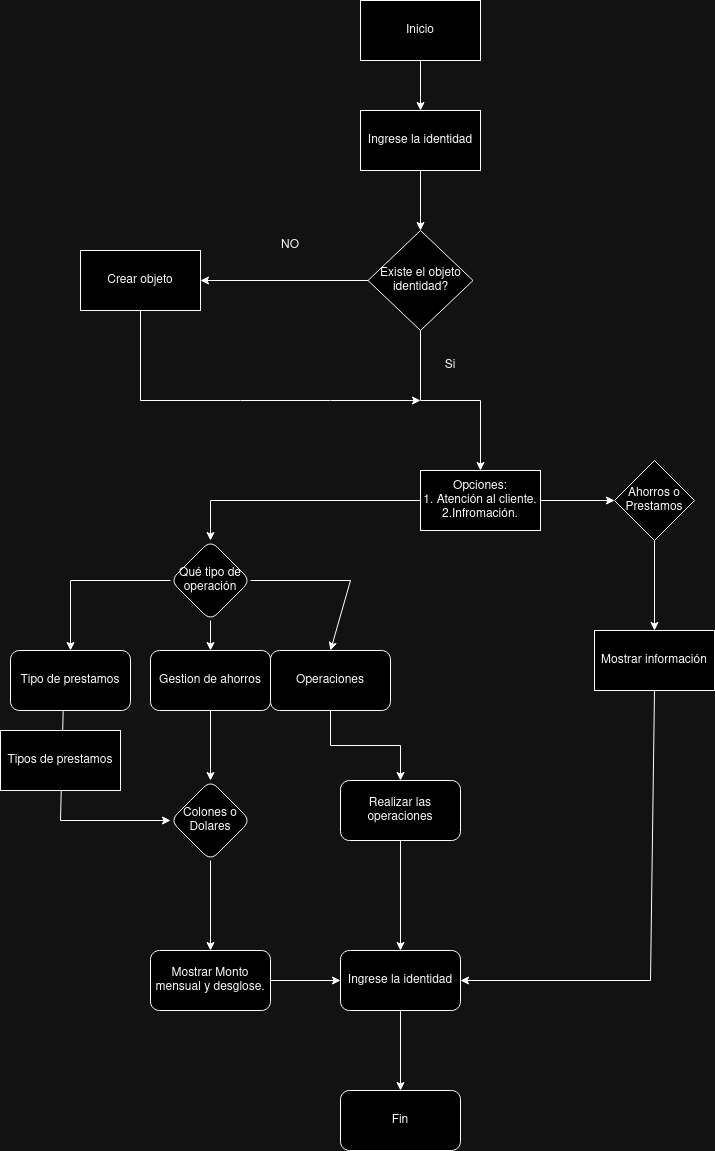 Inicio
Ingrese la identidad
NO
Crear objeto
Existe el objeto
identidad?
Si
Opciones:
1. Atención al cliente.
2.Infromación.
Ahorros o
Prestamos
Qué tipo de
operación
Tipo de prestamos
Gestion de ahorros
Operaciones
Mostrar información
Tipos de prestamos
Colones o
Dolares
Realizar las
operaciones
Mostrar Monto
mensual y desglose.
Ingrese la identidad
Fin